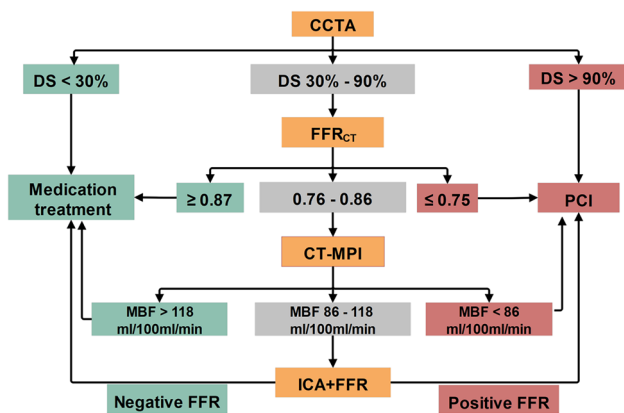 CCTA
DS < 30%
DS 30% - 90%
DS > 90%
FFRCT
Medication
treatment
≥ 0.87
0.76 - 0.86
≤ 0.75
PCI
CT-MPI
MBF > 118
ml/100ml/min
MBF 86 - 118
ml/100ml/min
MBF < 86
ml/100ml/min
ICA+FFR
Negative FFR
Positive FFR